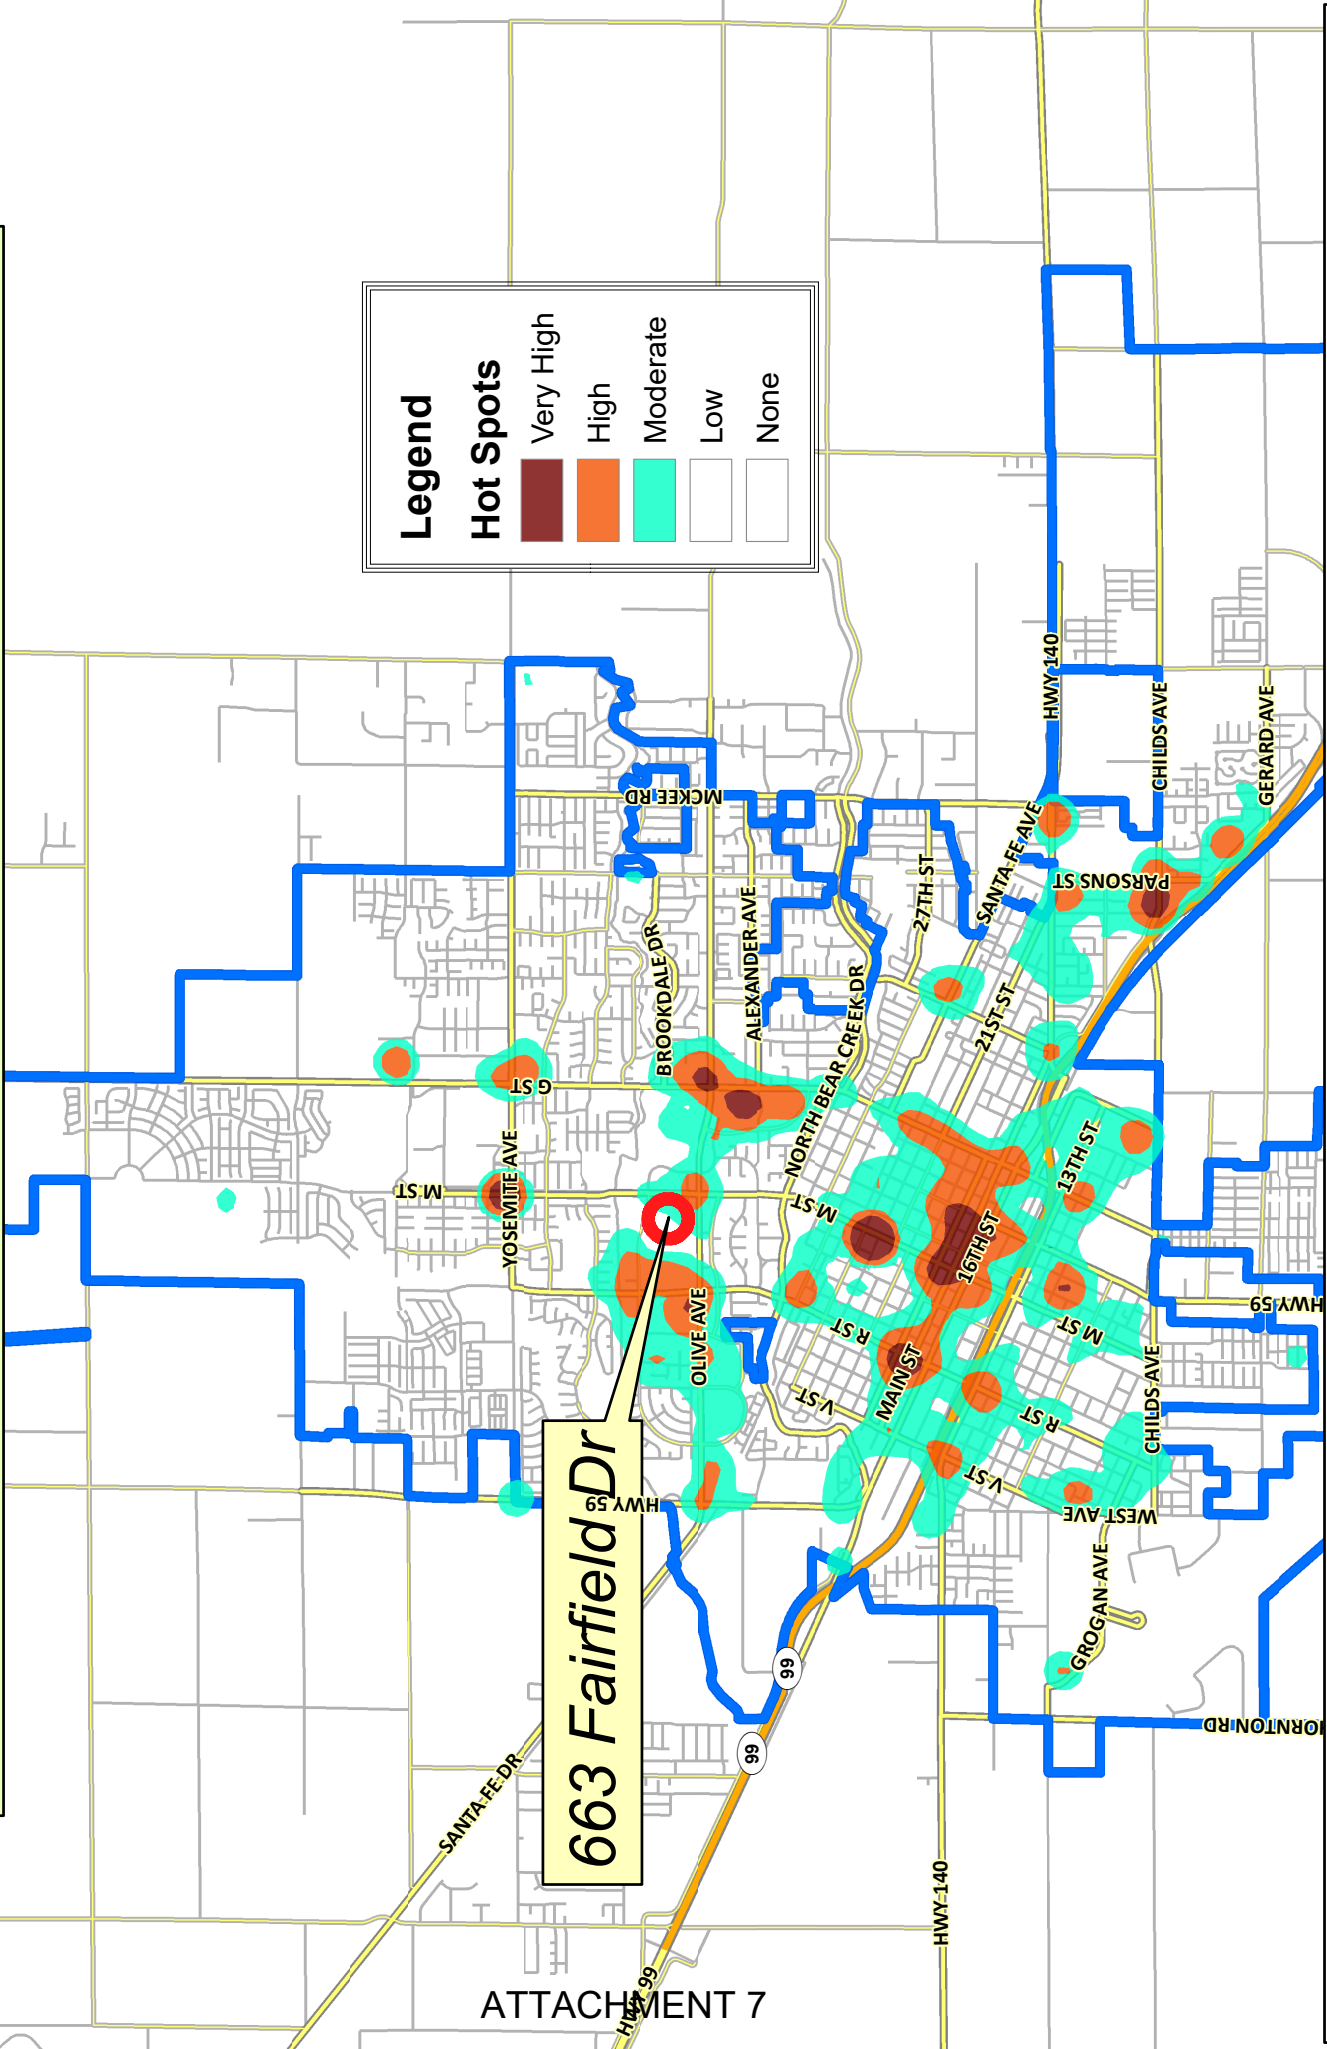 Legend
Hot Spots
Very High
High
Moderate
Low
None
663 Fairfield Dr
ATTACHMENT 7
HWY 140
CHILDS AVE
GERARD AVE
MCKEE RD
SANTA FE AVE
27TH ST
PARSONS ST
ALEXANDER AVE
BROOKDALE DR
NORTH BEAR CREEK DR
21ST ST
G ST
YOSEMITE AVE
M ST
M ST
13TH ST
16TH ST
HWY 59
OLIVE AVE
R ST
M ST
MAIN ST
CHILDS AVE
V ST
R ST
V ST
HWY 59
WEST AVE
GROGAN AVE
99
99
HORNTON RD
SANTA FE DR
HWY 140
HWY 99